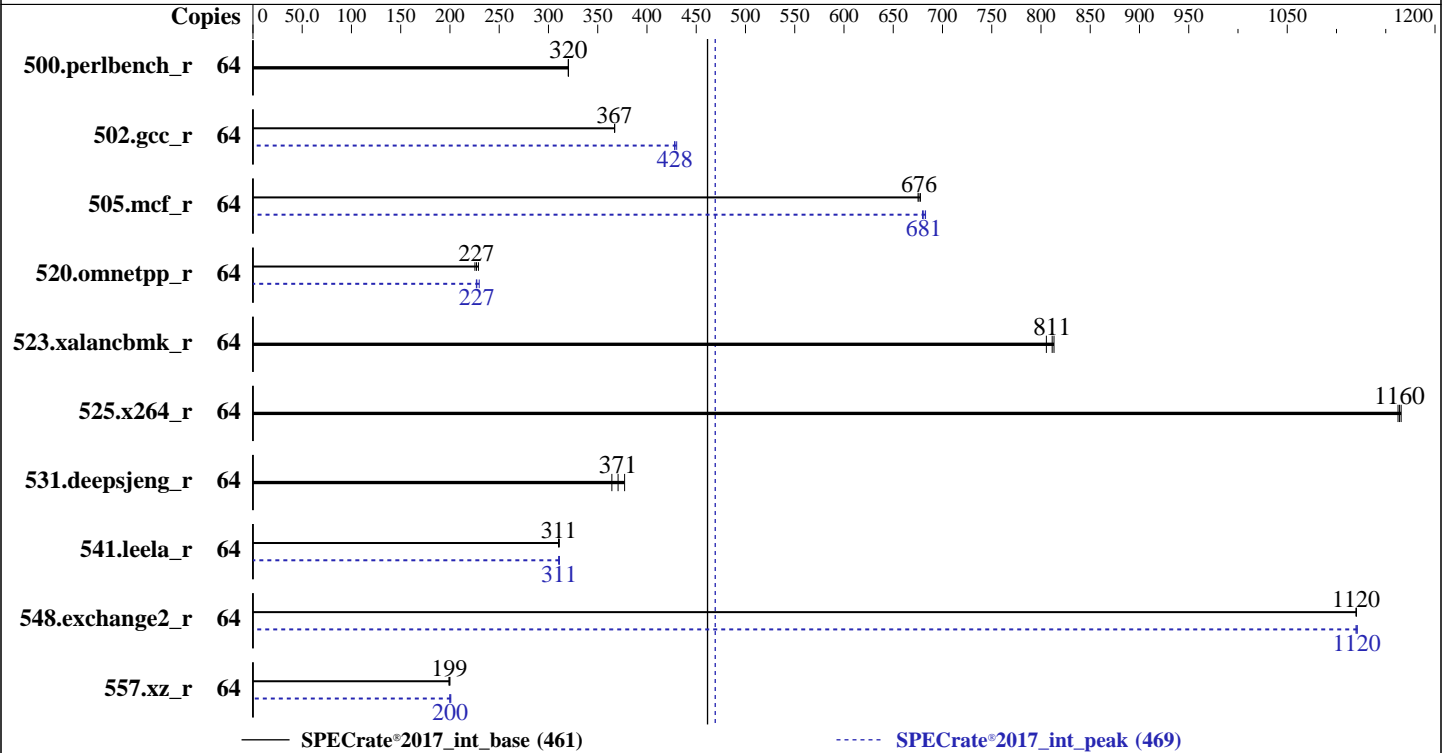 Copies 0 50.0 100 150 200 250 300 350 400 450 500 550 600 650 700 750 800 850 900 950 1050 1200
500.perlbench_r 64 320
502.gcc_r 64 367
428
505.mcf_r 64 676
681
520.omnetpp_r 64 227
227
523.xalancbmk_r 64 811
525.x264_r 64 1160
531.deepsjeng_r 64 371
541.leela_r 64 311
311
548.exchange2_r 64 1120
1120
557.xz_r 64 199
200
SPECrate®2017_int_base (461) SPECrate®2017_int_peak (469)